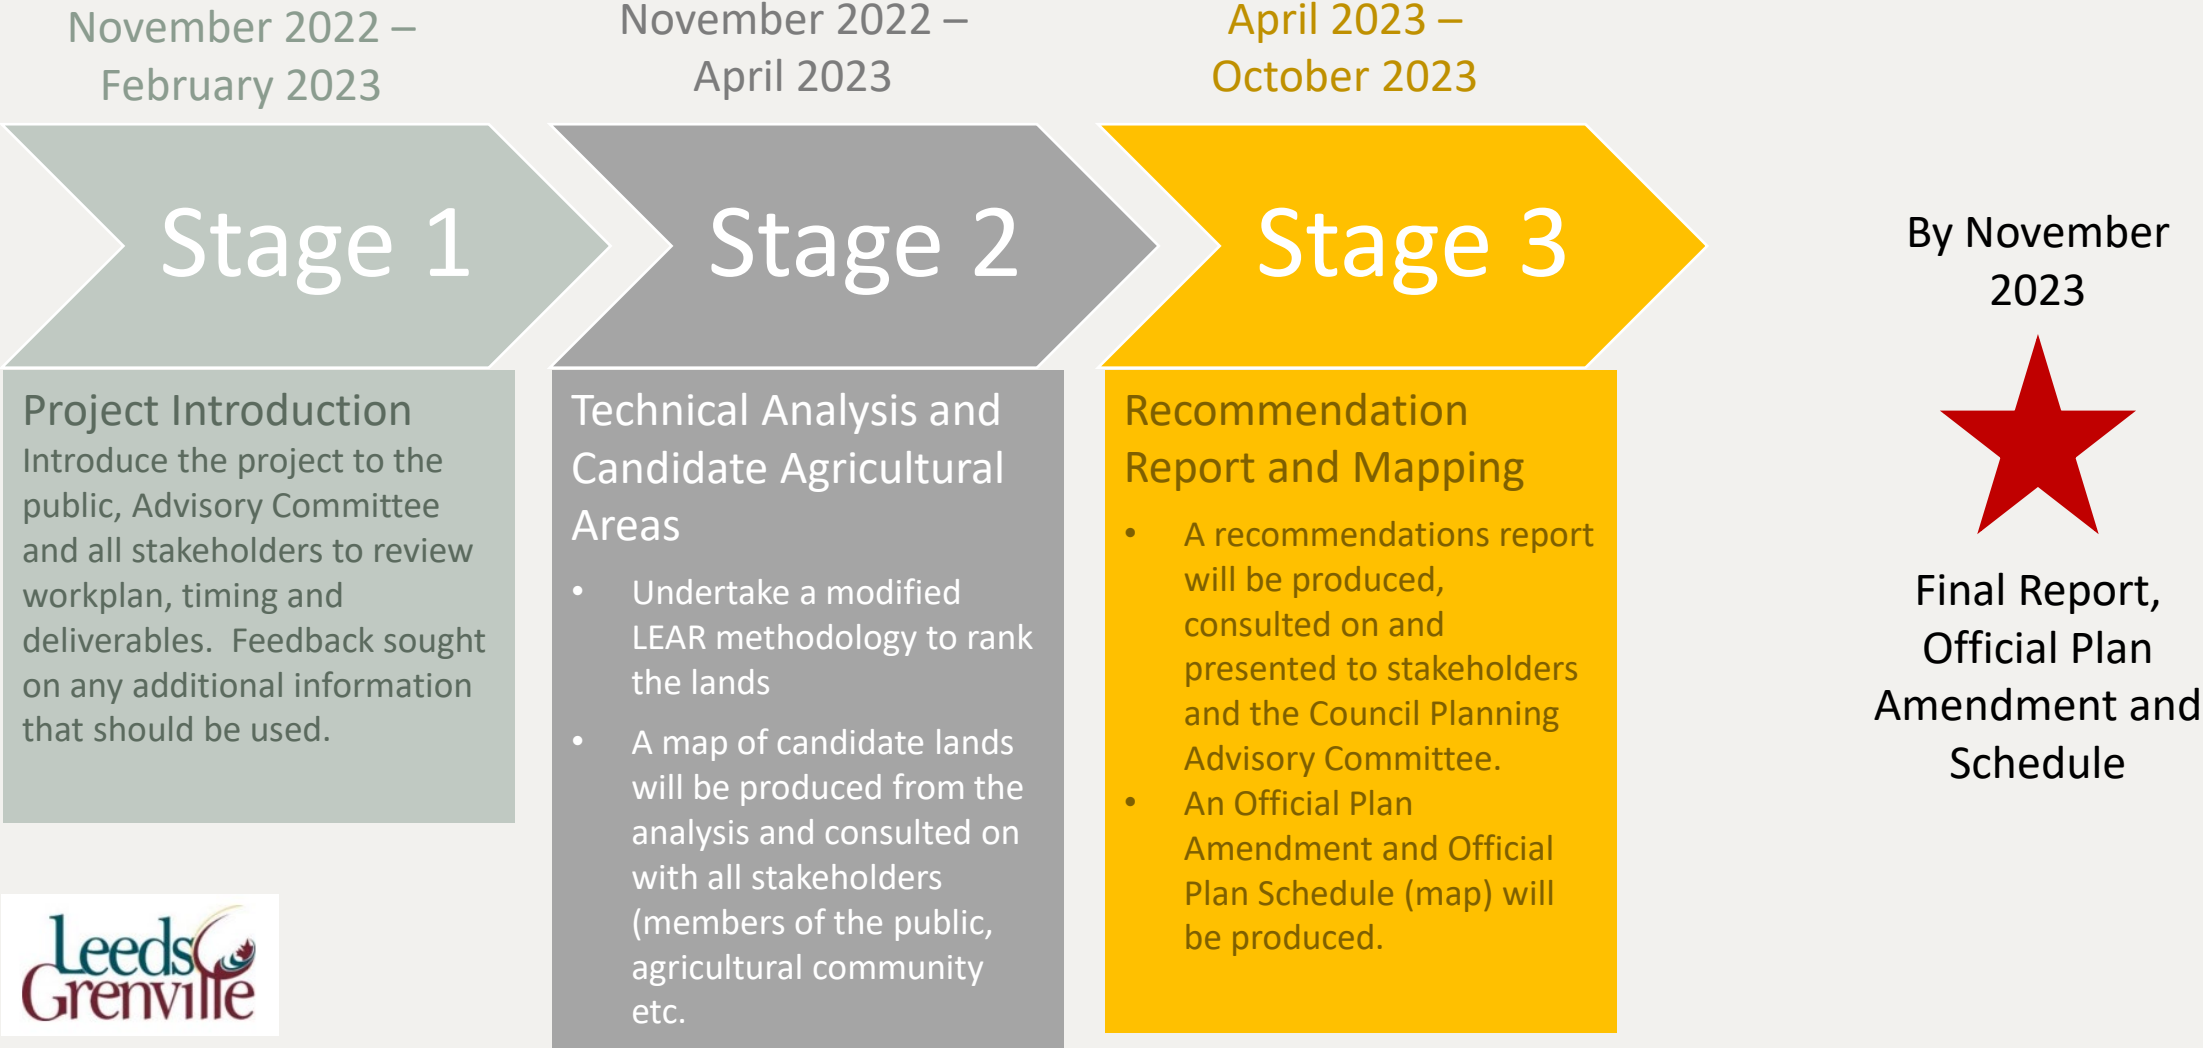 November 2022 –
February 2023
November 2022 –
April 2023
April 2023 –
October 2023
Stage 1
Stage 2
Stage 3
Project Introduction
Introduce the project to the
public, Advisory Committee
and all stakeholders to review
workplan, timing and
deliverables.  Feedback sought
on any additional information
that should be used.
Technical Analysis and
Candidate Agricultural
Areas
• Undertake a modified
LEAR methodology to rank
the lands
• A map of candidate lands
will be produced from the
analysis and consulted on
with all stakeholders
(members of the public,
agricultural community
etc.
Recommendation
Report and Mapping
• A recommendations report
will be produced,
consulted on and
presented to stakeholders
and the Council Planning
Advisory Committee.
• An Official Plan
Amendment and Official
Plan Schedule (map) will
be produced.
By November
2023
Final Report,
Official Plan
Amendment and
Schedule
Leeds
Grenville